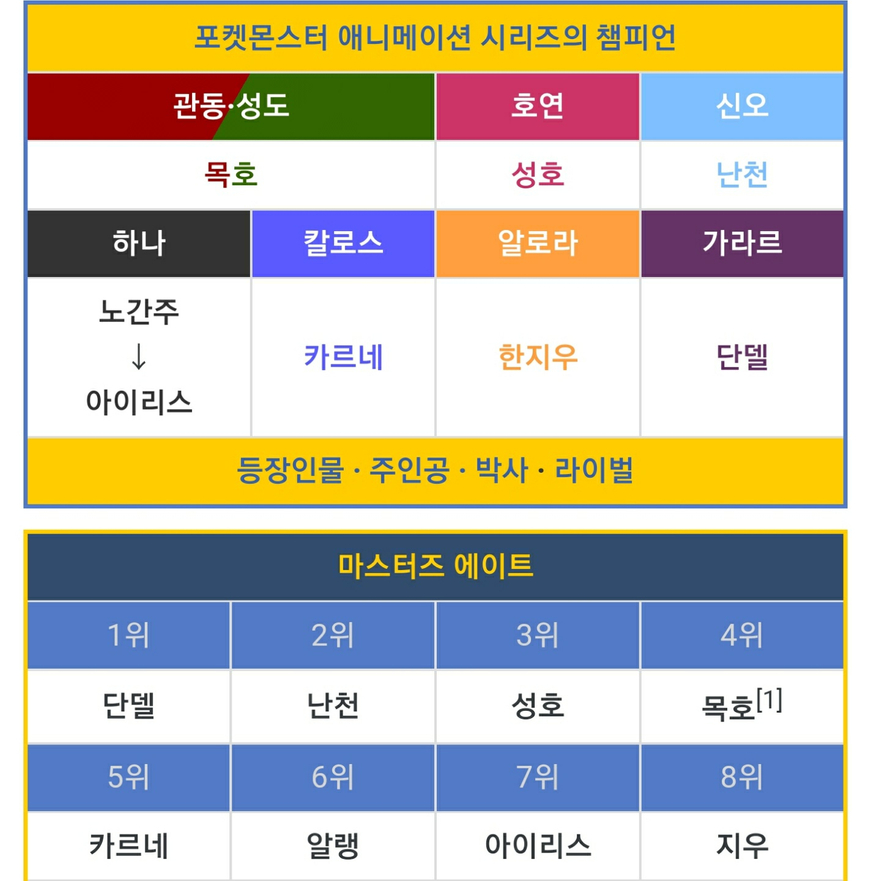 포켓몬스터 애니메이션 시리즈의 챔피언
관동·성도 호연 신오
목호 성호 난천
하나 칼로스 알로라 가라르
노간주
↓ 카르네 한지우 단델
아이리스
등장인물 · 주인공 · 박사 · 라이벌
마스터즈 에이트
1위 2위 3위 4위
단델 난천 성호 목호[1]
5위 6위 7위 8위
카르네 알랭 아이리스 지우